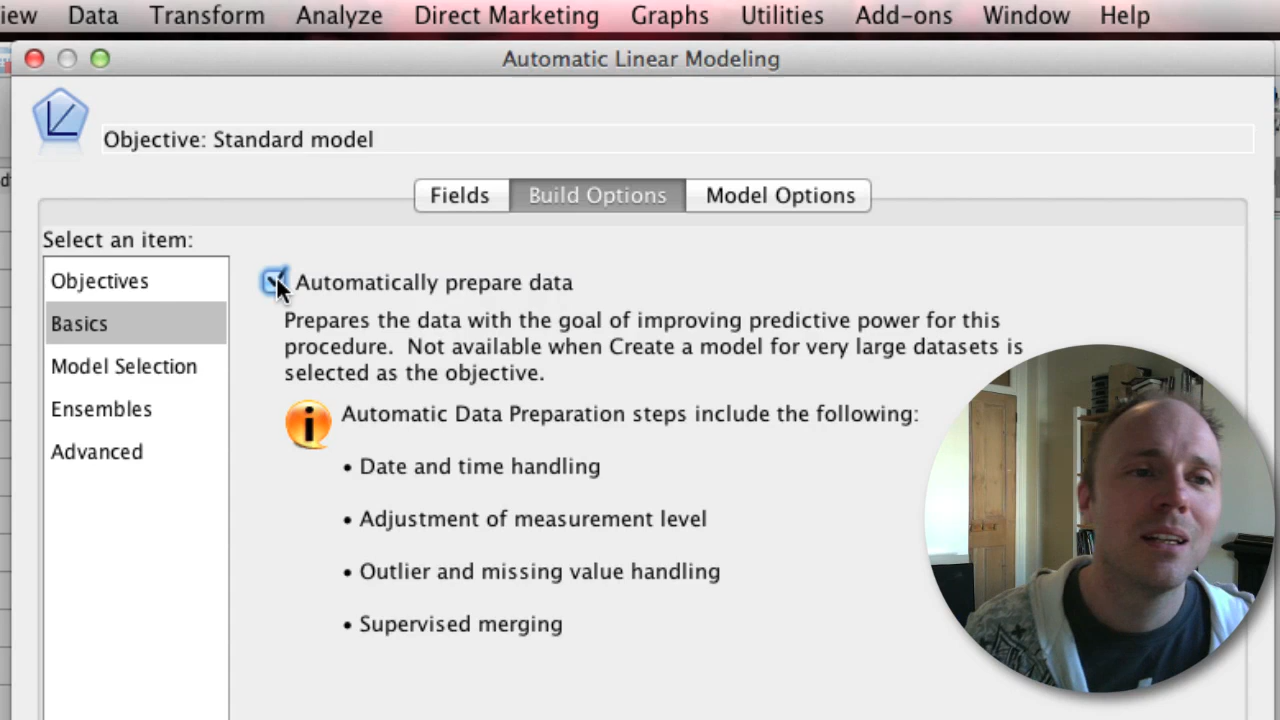 iew Data Transform Analyze Direct Marketing Graphs Utilities Add-ons Window Help
Automatic Linear Modeling
Objective: Standard model
Fields Build Options Model Options
Select an item:
Objectives
Basics
Model Selection
Ensembles
Advanced
Automatically prepare data
Prepares the data with the goal of improving predictive power for this
procedure. Not available when Create a model for very large datasets is
selected as the objective.
Automatic Data Preparation steps include the following:
• Date and time handling
• Adjustment of measurement level
• Outlier and missing value handling
• Supervised merging